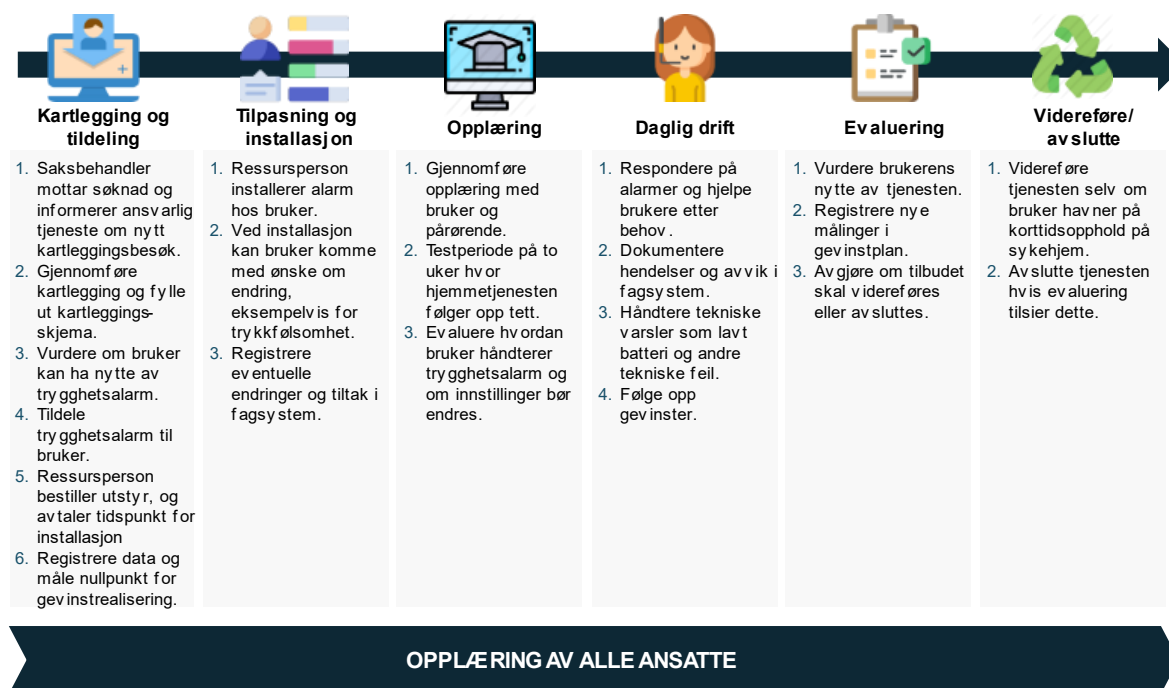 Kartlegging og
tildeling
1. Saksbehandler
mottar søknad og
informerer ansvarlig
tjeneste om nytt
kartleggingsbesøk.
2. Gjennomføre
kartlegging og fylle
ut kartleggings-
skjema.
3. Vurdere om bruker
kan ha nytte av
trygghetsalarm.
4. Tildele
trygghetsalarm til
bruker.
5. Ressursperson
bestiller utstyr, og
avtaler tidspunkt for
installasjon
6. Registrere data og
måle nullpunkt for
gevinstrealisering.
Tilpasning og
installasjon
1. Ressursperson
installerer alarm
hos bruker.
2. Ved installasjon
kan bruker komme
med ønske om
endring,
eksempelvis for
trykkfølsomhet.
3. Registrere
eventuelle
endringer og tiltak i
fagsystem.
Opplæring
1. Gjennomføre
opplæring med
bruker og
pårørende.
2. Testperiode på to
uker hvor
hjemmetjenesten
følger opp tett.
3. Evaluere hvordan
bruker håndterer
trygghetsalarm og
om innstillinger bør
endres.
Daglig drift
1. Respondere på
alarmer og hjelpe
brukere etter
behov.
2. Dokumentere
hendelser og avvik i
fagsystem.
3. Håndtere tekniske
varsler som lavt
batteri og andre
tekniske feil.
4. Følge opp
gevinster.
Evaluering
1. Vurdere brukerens
nytte av tjenesten.
2. Registrere nye
målinger i
gevinstplan.
3. Avgjøre om tilbudet
skal videreføres
eller avsluttes.
Videreføre/
avslutte
1. Videreføre
tjenesten selv om
bruker havner på
korttidsopphold på
sykehjem.
2. Avslutte tjenesten
hvis evaluering
tilsier dette.
OPPLÆRING AV ALLE ANSATTE